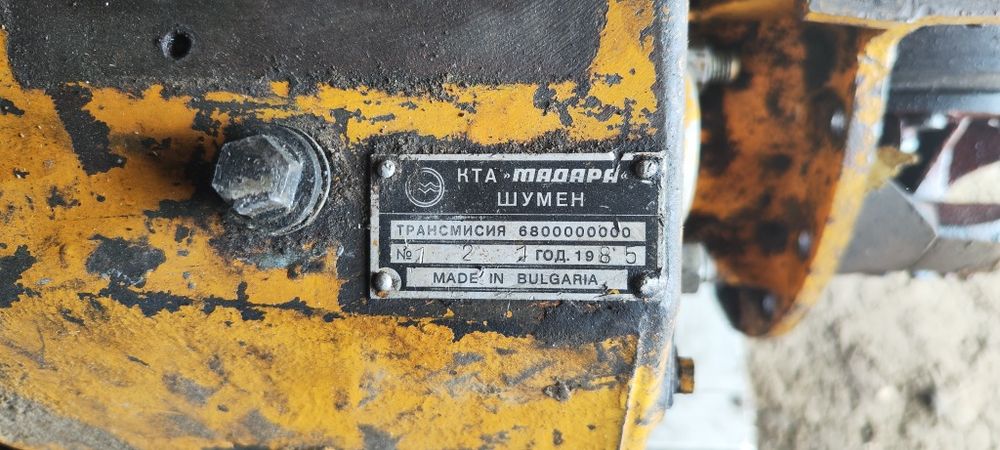 КТА »МАДАРА«
ШУМЕН
ТРАНСМИСИЯ 6800000000
№ 1 2 1 ГОД. 1985
MADE IN BULGARIA